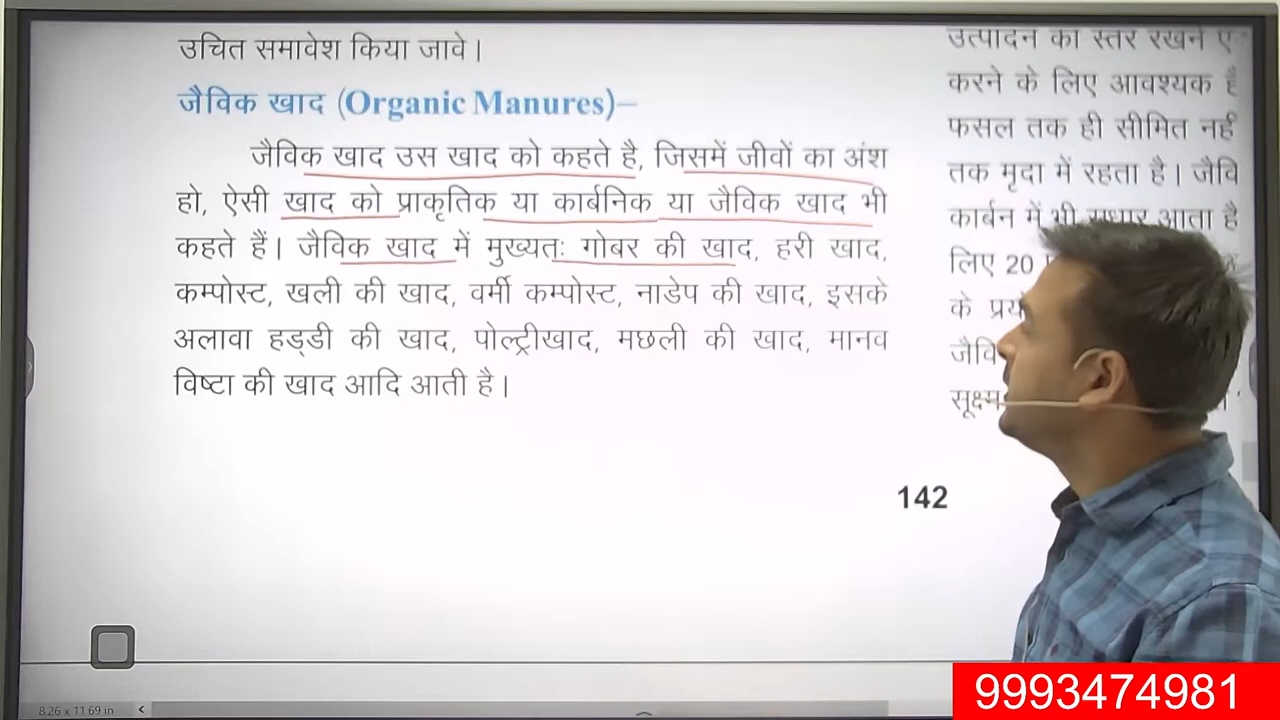 उचित समावेश किया जावे।
जैविक खाद (Organic Manures)–
जैविक खाद उस खाद को कहते है, जिसमें जीवों का अंश
हो, ऐसी खाद को प्राकृतिक या कार्बनिक या जैविक खाद भी
कहते हैं। जैविक खाद में मुख्यतः गोबर की खाद, हरी खाद,
कम्पोस्ट, खली की खाद, वर्मी कम्पोस्ट, नाडेप की खाद, इसके
अलावा हड्डी की खाद, पोल्ट्रीखाद, मछली की खाद, मानव
विष्टा की खाद आदि आती है।
उत्पादन का स्तर रखने
करने के लिए आवश्यक
फसल तक ही सीमित
तक मृदा में रहता है।
कार्बन में भी सुधार आता है
लिए 20
के
142
8.26 x 11.69 in
9993474981